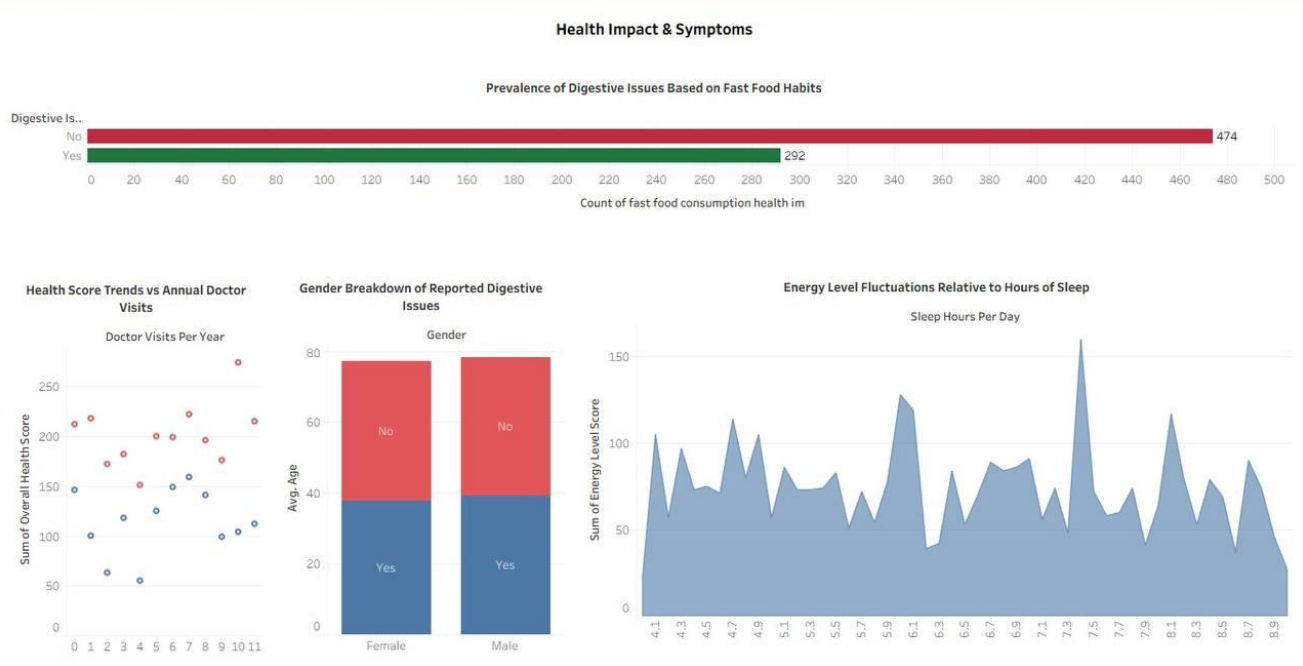 Health Impact & Symptoms
Prevalence of Digestive Issues Based on Fast Food Habits
Digestive Is..
No
474
Yes
292
0 20 40 60 80 100 120 140 160 180 200 220 240 260 280 300 320 340 360 380 400 420 440 460 480 500
Count of fast food consumption health im
Health Score Trends vs Annual Doctor
Visits
Doctor Visits Per Year
Sum of Overall Health Score
250
200
150
100
50
0
0 1 2 3 4 5 6 7 8 9 10 11
Gender Breakdown of Reported Digestive
Issues
Gender
Avg. Age
80
60
40
20
0
No
No
Yes
Yes
Female
Male
Energy Level Fluctuations Relative to Hours of Sleep
Sleep Hours Per Day
Sum of Energy Level Score
150
100
50
0
4.1 4.3 4.5 4.7 4.9 5.1 5.3 5.5 5.7 5.9 6.1 6.3 6.5 6.7 6.9 7.1 7.3 7.5 7.7 7.9 8.1 8.3 8.5 8.7 8.9